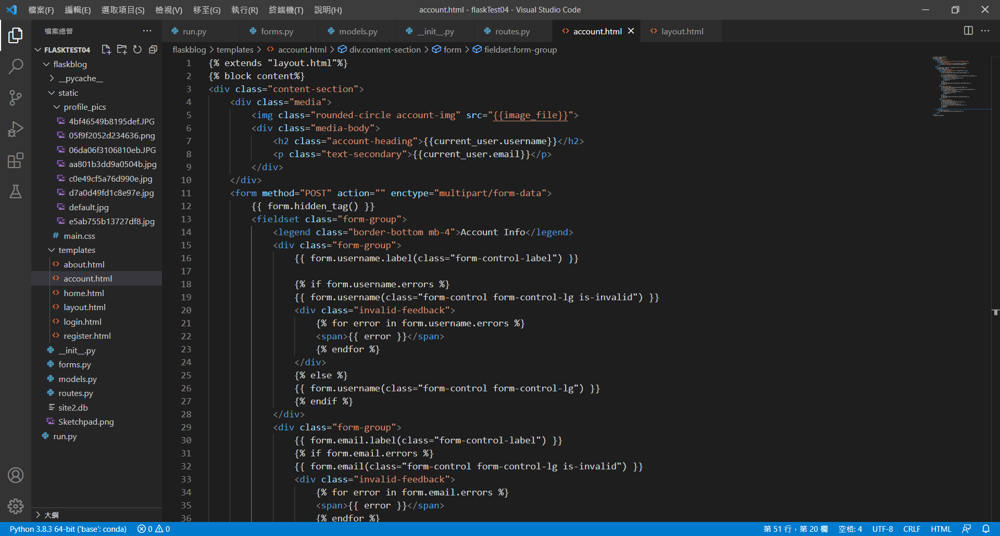 檔案(F) 編輯(E) 選取項目(S) 檢視(V) 移至(G) 執行(R) 終端機(T) 說明(H) account.html - flaskTest04 - Visual Studio Code
檔案總管
FLASKTEST04
flaskblog
__pycache__
static
profile_pics
4bf46549b8195def.JPG
05f9f2052d234636.png
06da06f3106810eb.JPG
aa801b3dd9a0504b.jpg
c0e49cf5a76d990e.jpg
d7a0d49fd1c8e97e.jpg
default.jpg
e5ab755b13727df8.jpg
main.css
templates
about.html
account.html
home.html
layout.html
login.html
register.html
__init__.py
forms.py
models.py
routes.py
site2.db
Sketchpad.png
run.py
大綱
run.py forms.py models.py __init__.py routes.py account.html layout.html
flaskblog > templates > account.html > div.content-section > form > fieldset.form-group
1 {% extends "layout.html"%}
2 {% block content%}
3 <div class="content-section">
4 <div class="media">
5 <img class="rounded-circle account-img" src="{{image_file}}">
6 <div class="media-body">
7 <h2 class="account-heading">{{current_user.username}}</h2>
8 <p class="text-secondary">{{current_user.email}}</p>
9 </div>
10 </div>
11 <form method="POST" action="" enctype="multipart/form-data">
12 {{ form.hidden_tag() }}
13 <fieldset class="form-group">
14 <legend class="border-bottom mb-4">Account Info</legend>
15 <div class="form-group">
16 {{ form.username.label(class="form-control-label") }}
17
18 {% if form.username.errors %}
19 {{ form.username(class="form-control form-control-lg is-invalid") }}
20 <div class="invalid-feedback">
21 {% for error in form.username.errors %}
22 <span>{{ error }}</span>
23 {% endfor %}
24 </div>
25 {% else %}
26 {{ form.username(class="form-control form-control-lg") }}
27 {% endif %}
28 </div>
29 <div class="form-group">
30 {{ form.email.label(class="form-control-label") }}
31 {% if form.email.errors %}
32 {{ form.email(class="form-control form-control-lg is-invalid") }}
33 <div class="invalid-feedback">
34 {% for error in form.email.errors %}
35 <span>{{ error }}</span>
36 {% endfor %}
Python 3.8.3 64-bit ('base': conda) 0 0 第 51 行，第 20 欄 空格: 4 UTF-8 CRLF HTML